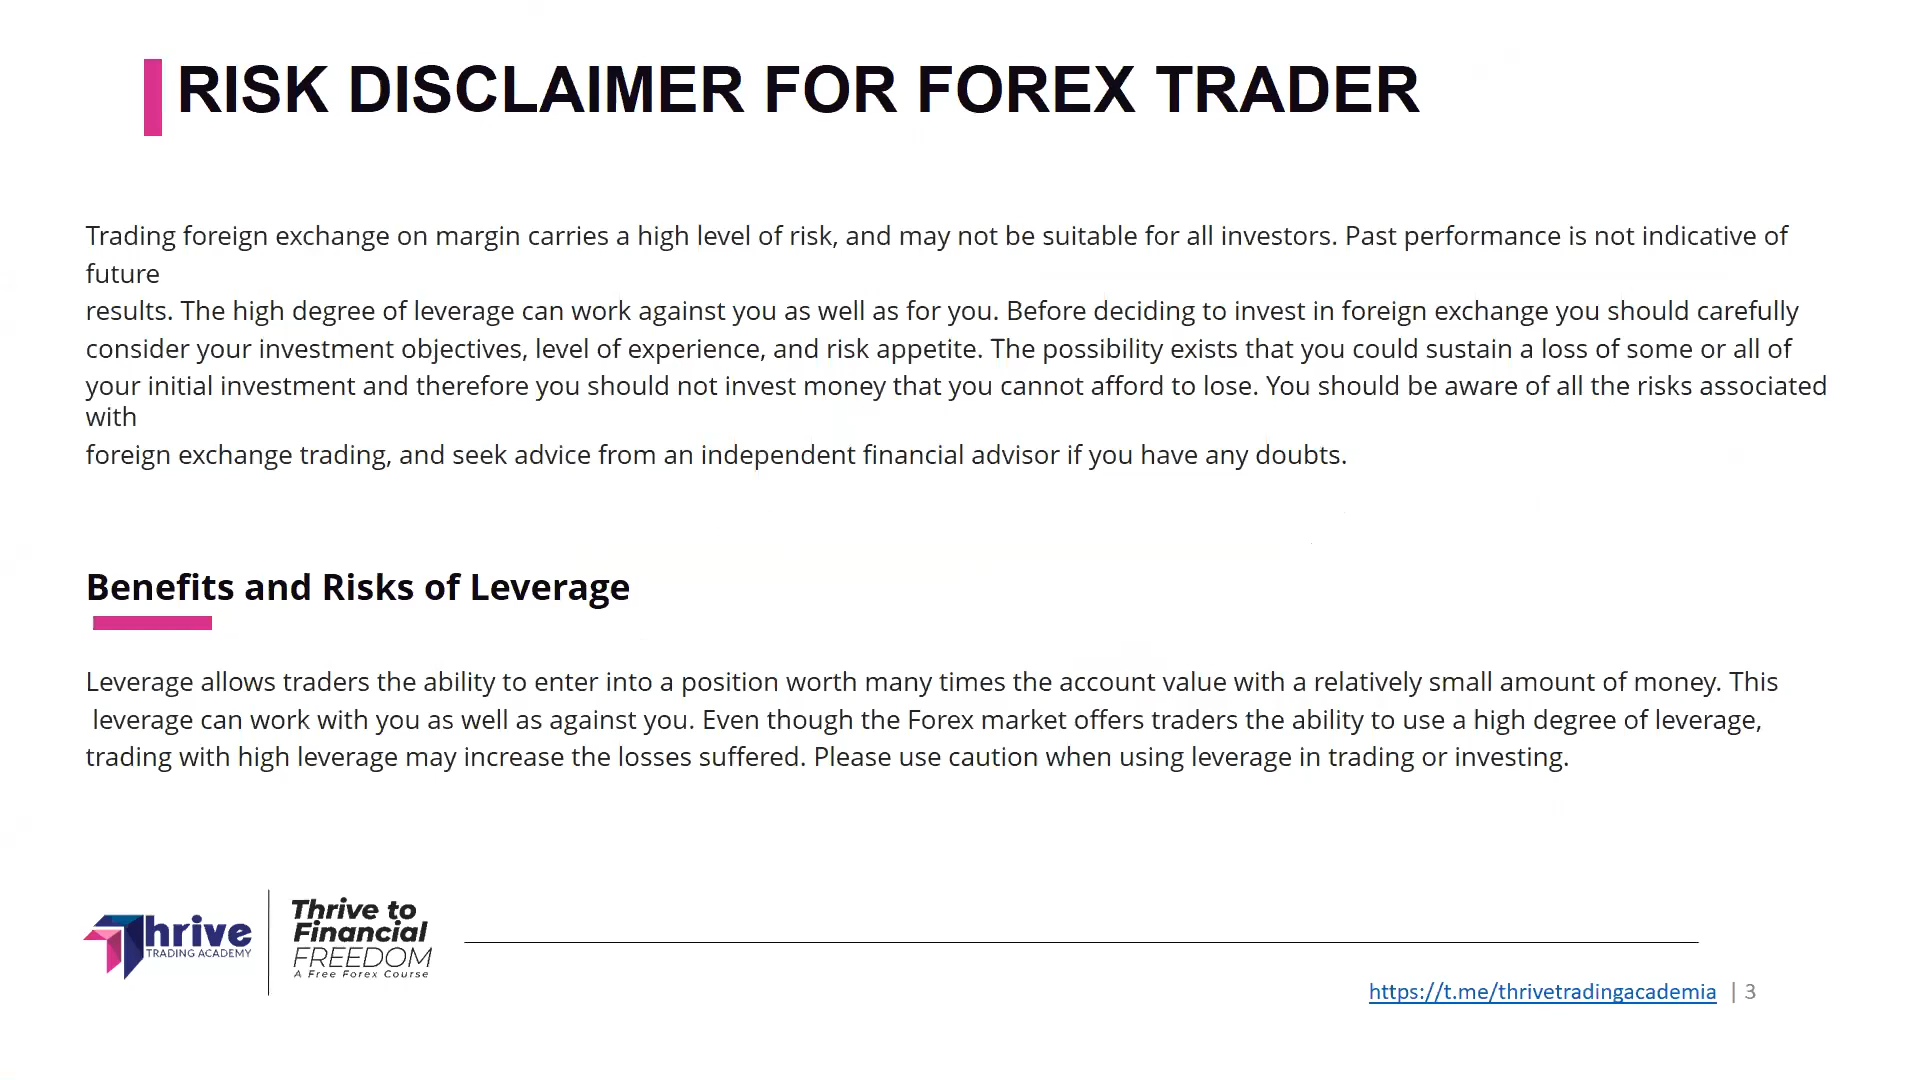 RISK DISCLAIMER FOR FOREX TRADER
Trading foreign exchange on margin carries a high level of risk, and may not be suitable for all investors. Past performance is not indicative of
future
results. The high degree of leverage can work against you as well as for you. Before deciding to invest in foreign exchange you should carefully
consider your investment objectives, level of experience, and risk appetite. The possibility exists that you could sustain a loss of some or all of
your initial investment and therefore you should not invest money that you cannot afford to lose. You should be aware of all the risks associated
with
foreign exchange trading, and seek advice from an independent financial advisor if you have any doubts.
Benefits and Risks of Leverage
Leverage allows traders the ability to enter into a position worth many times the account value with a relatively small amount of money. This
leverage can work with you as well as against you. Even though the Forex market offers traders the ability to use a high degree of leverage,
trading with high leverage may increase the losses suffered. Please use caution when using leverage in trading or investing.
Thrive
TRADING ACADEMY
Thrive to
Financial
FREEDOM
A Free Forex Course
https://t.me/thrivetradingacademia | 3